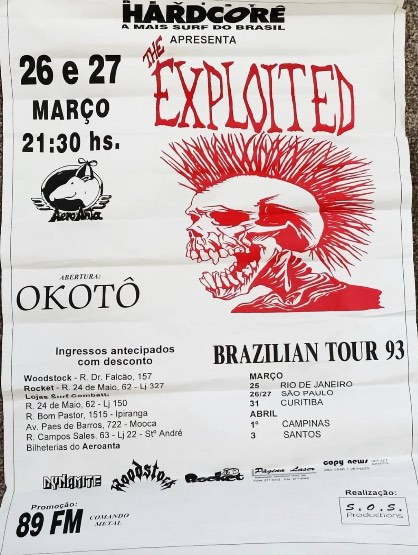 HARDCORE
A MAIS SURF DO BRASIL
APRESENTA
26 e 27
MARÇO
21:30 hs.
THE
EXPLOITED
AeroAnta
ABERTURA:
OKOTÔ
Ingressos antecipados
com desconto
Woodstock - R. Dr. Falcão, 157
Rocket - R. 24 de Maio, 62 - Lj 327
Lojas Surf Combatt:
R. 24 de Maio, 62 - Lj 150
R. Bom Pastor, 1515 - Ipiranga
Av. Paes de Barros, 722 - Mooca
R. Campos Sales, 63 - Lj 22 - Stº André
Bilheterias do Aeroanta
BRAZILIAN TOUR 93
MARÇO
25 RIO DE JANEIRO
26/27 SÃO PAULO
31 CURITIBA
ABRIL
1º CAMPINAS
3 SANTOS
DYNAMITE
Woodstock
Rocket
Página Laser
copy news
Promoção:
89 FM
COMANDO
METAL
Realização:
S.O.S.
Productions